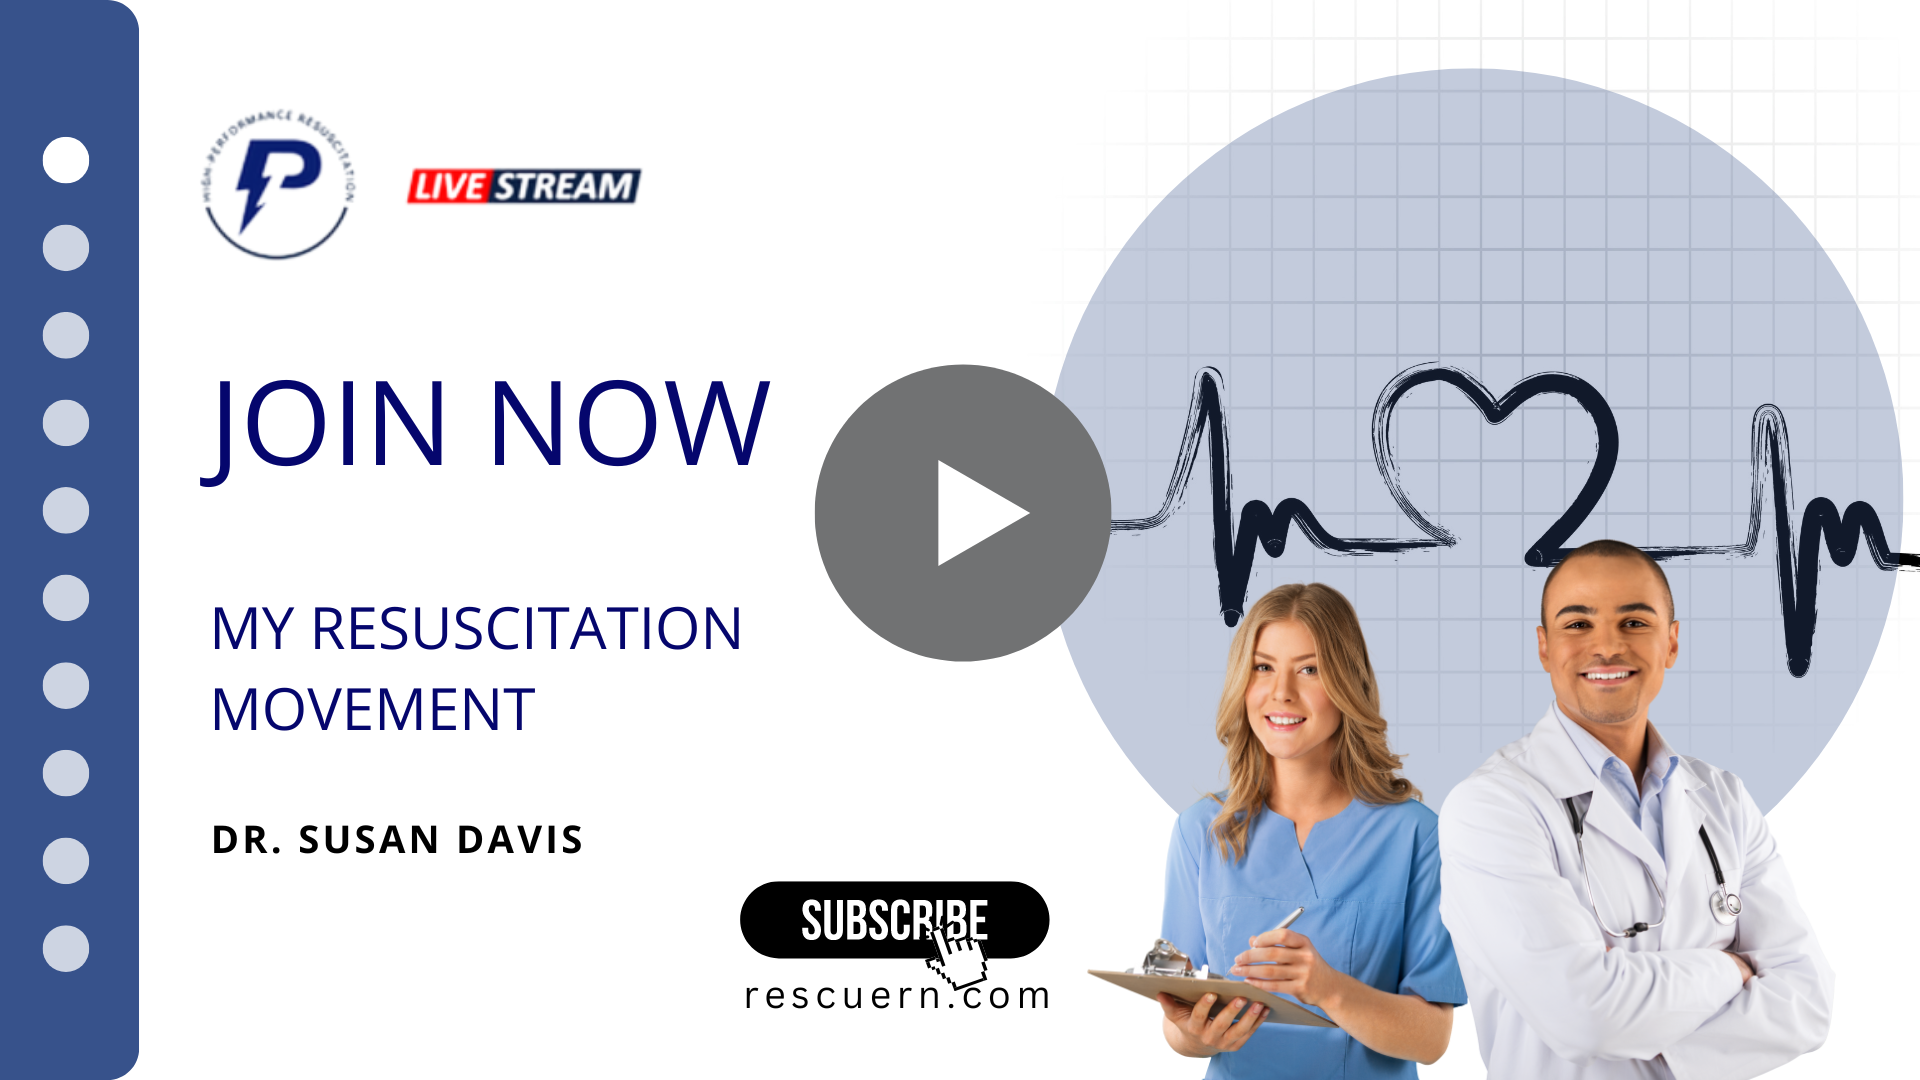 HIGH-PERFORMANCE RESUSCITATION
LIVE STREAM
JOIN NOW
MY RESUSCITATION
MOVEMENT
DR. SUSAN DAVIS
SUBSCRIBE
rescuern.com